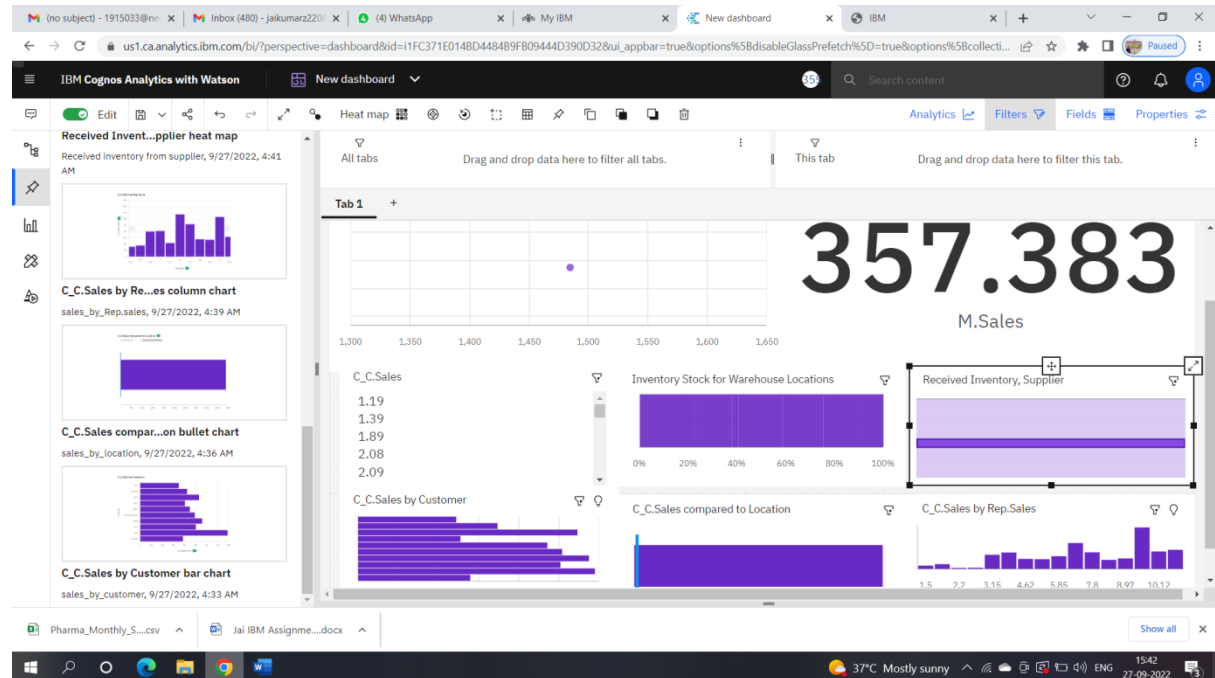 (no subject) - 1915033@ne
Inbox (480) - jaikumarz220
(4) WhatsApp
My IBM
New dashboard
IBM
us1.ca.analytics.ibm.com/bi/?perspective=dashboard&id=i1FC371E014BD4484B9FB09444D390D32&ui_appbar=true&options%5BdisableGlassPrefetch%5D=true&options%5Bcollecti...
Paused
IBM Cognos Analytics with Watson
New dashboard
Search content
Edit
Heat map
Analytics
Filters
Fields
Properties
Received Invent...pplier heat map
Received inventory from supplier, 9/27/2022, 4:41
AM
C_C.Sales by Re...es column chart
sales_by_Rep.sales, 9/27/2022, 4:39 AM
C_C.Sales compar...on bullet chart
sales_by_location, 9/27/2022, 4:36 AM
C_C.Sales by Customer bar chart
sales_by_customer, 9/27/2022, 4:33 AM
All tabs
Drag and drop data here to filter all tabs.
This tab
Drag and drop data here to filter this tab.
Tab 1 +
1,300 1,350 1,400 1,450 1,500 1,550 1,600 1,650
357.383
M.Sales
C_C.Sales
1.19
1.39
1.89
2.08
2.09
Inventory Stock for Warehouse Locations
0% 20% 40% 60% 80% 100%
Received Inventory, Supplier
C_C.Sales by Customer
C_C.Sales compared to Location
C_C.Sales by Rep.Sales
1.5 2.2 3.15 4.62 5.85 7.8 8.97 10.12
Pharma_Monthly_S....csv
Jai IBM Assignme....docx
Show all
37°C Mostly sunny
ENG
15:42
27-09-2022